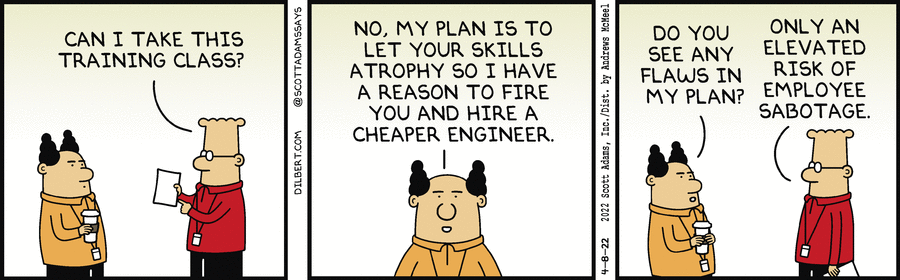 CAN I TAKE THIS
TRAINING CLASS?
DILBERT.COM @SCOTTADAMSSAYS
NO, MY PLAN IS TO
LET YOUR SKILLS
ATROPHY SO I HAVE
A REASON TO FIRE
YOU AND HIRE A
CHEAPER ENGINEER.
4-8-22 2022 Scott Adams, Inc./Dist. by Andrews McMeel
DO YOU
SEE ANY
FLAWS IN
MY PLAN?
ONLY AN
ELEVATED
RISK OF
EMPLOYEE
SABOTAGE.